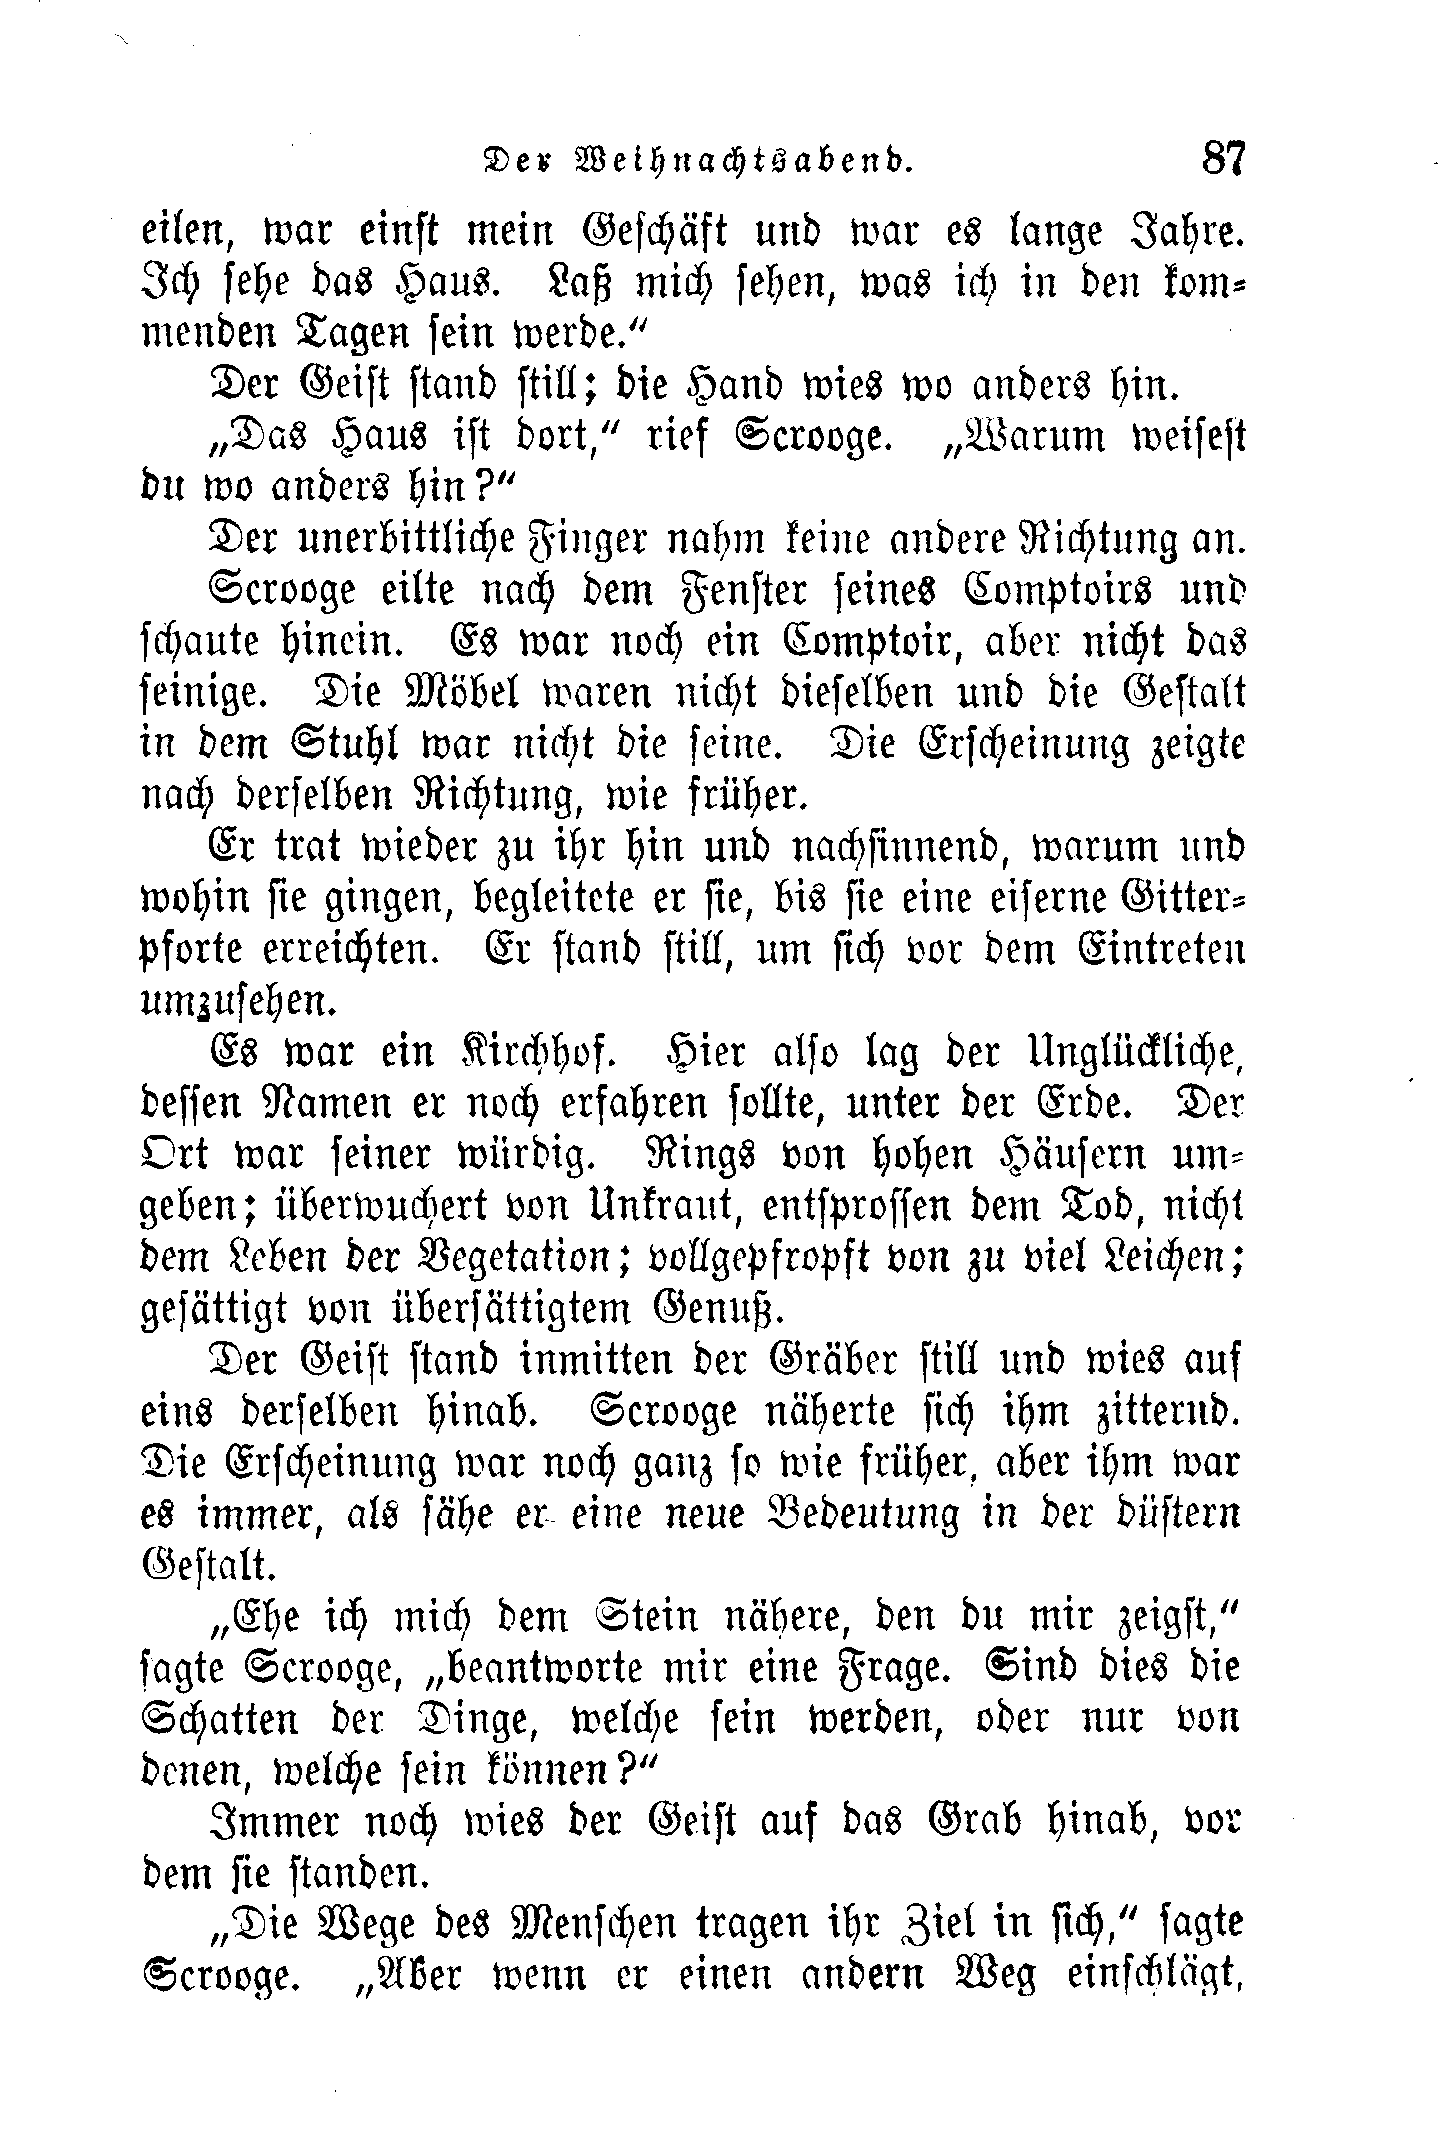 Der Weihnachtsabend. 87
eilen, war einst mein Geschäft und war es lange Jahre.
Ich sehe das Haus. Laß mich sehen, was ich in den kom-
menden Tagen sein werde.“
Der Geist stand still; die Hand wies wo anders hin.
„Das Haus ist dort,“ rief Scrooge. „Warum weisest
du wo anders hin?“
Der unerbittliche Finger nahm keine andere Richtung an.
Scrooge eilte nach dem Fenster seines Comptoirs und
schaute hinein. Es war noch ein Comptoir, aber nicht das
seinige. Die Möbel waren nicht dieselben und die Gestalt
in dem Stuhl war nicht die seine. Die Erscheinung zeigte
nach derselben Richtung, wie früher.
Er trat wieder zu ihr hin und nachsinnend, warum und
wohin sie gingen, begleitete er sie, bis sie eine eiserne Gitter-
pforte erreichten. Er stand still, um sich vor dem Eintreten
umzusehen.
Es war ein Kirchhof. Hier also lag der Unglückliche,
dessen Namen er noch erfahren sollte, unter der Erde. Der
Ort war seiner würdig. Rings von hohen Häusern um-
geben; überwuchert von Unkraut, entsprossen dem Tod, nicht
dem Leben der Vegetation; vollgepfropft von zu viel Leichen;
gesättigt von übersättigtem Genuß.
Der Geist stand inmitten der Gräber still und wies auf
eins derselben hinab. Scrooge näherte sich ihm zitternd.
Die Erscheinung war noch ganz so wie früher, aber ihm war
es immer, als sähe er eine neue Bedeutung in der düstern
Gestalt.
„Ehe ich mich dem Stein nähere, den du mir zeigst,“
sagte Scrooge, „beantworte mir eine Frage. Sind dies die
Schatten der Dinge, welche sein werden, oder nur von
denen, welche sein können?“
Immer noch wies der Geist auf das Grab hinab, vor
dem sie standen.
„Die Wege des Menschen tragen ihr Ziel in sich,“ sagte
Scrooge. „Aber wenn er einen andern Weg einschlägt,